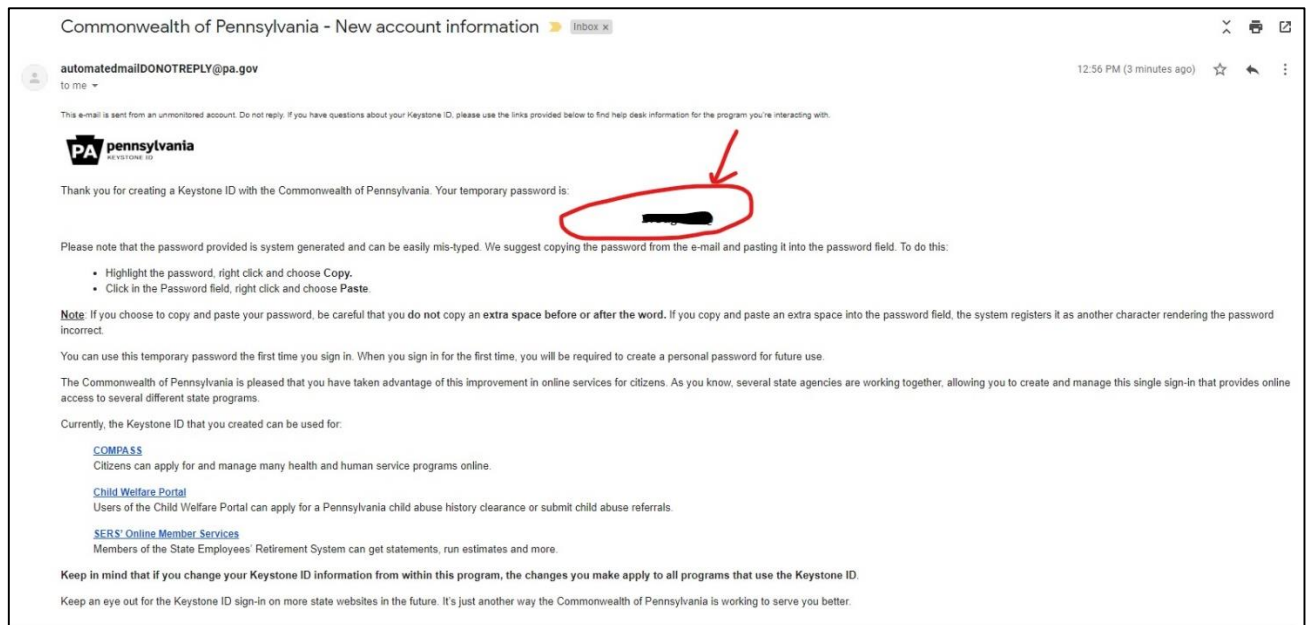 Commonwealth of Pennsylvania - New account information Inbox x
automatedmailDONOTREPLY@pa.gov 12:56 PM (3 minutes ago)
to me
This e-mail is sent from an unmonitored account. Do not reply. If you have questions about your Keystone ID, please use the links provided below to find help desk information for the program you're interacting with.
PA pennsylvania
KEYSTONE ID
Thank you for creating a Keystone ID with the Commonwealth of Pennsylvania. Your temporary password is:
Please note that the password provided is system generated and can be easily mis-typed. We suggest copying the password from the e-mail and pasting it into the password field. To do this:
• Highlight the password, right click and choose Copy.
• Click in the Password field, right click and choose Paste.
Note: If you choose to copy and paste your password, be careful that you do not copy an extra space before or after the word. If you copy and paste an extra space into the password field, the system registers it as another character rendering the password
incorrect.
You can use this temporary password the first time you sign in. When you sign in for the first time, you will be required to create a personal password for future use.
The Commonwealth of Pennsylvania is pleased that you have taken advantage of this improvement in online services for citizens. As you know, several state agencies are working together, allowing you to create and manage this single sign-in that provides online
access to several different state programs.
Currently, the Keystone ID that you created can be used for:
COMPASS
Citizens can apply for and manage many health and human service programs online.
Child Welfare Portal
Users of the Child Welfare Portal can apply for a Pennsylvania child abuse history clearance or submit child abuse referrals.
SERS' Online Member Services
Members of the State Employees' Retirement System can get statements, run estimates and more.
Keep in mind that if you change your Keystone ID information from within this program, the changes you make apply to all programs that use the Keystone ID.
Keep an eye out for the Keystone ID sign-in on more state websites in the future. It's just another way the Commonwealth of Pennsylvania is working to serve you better.